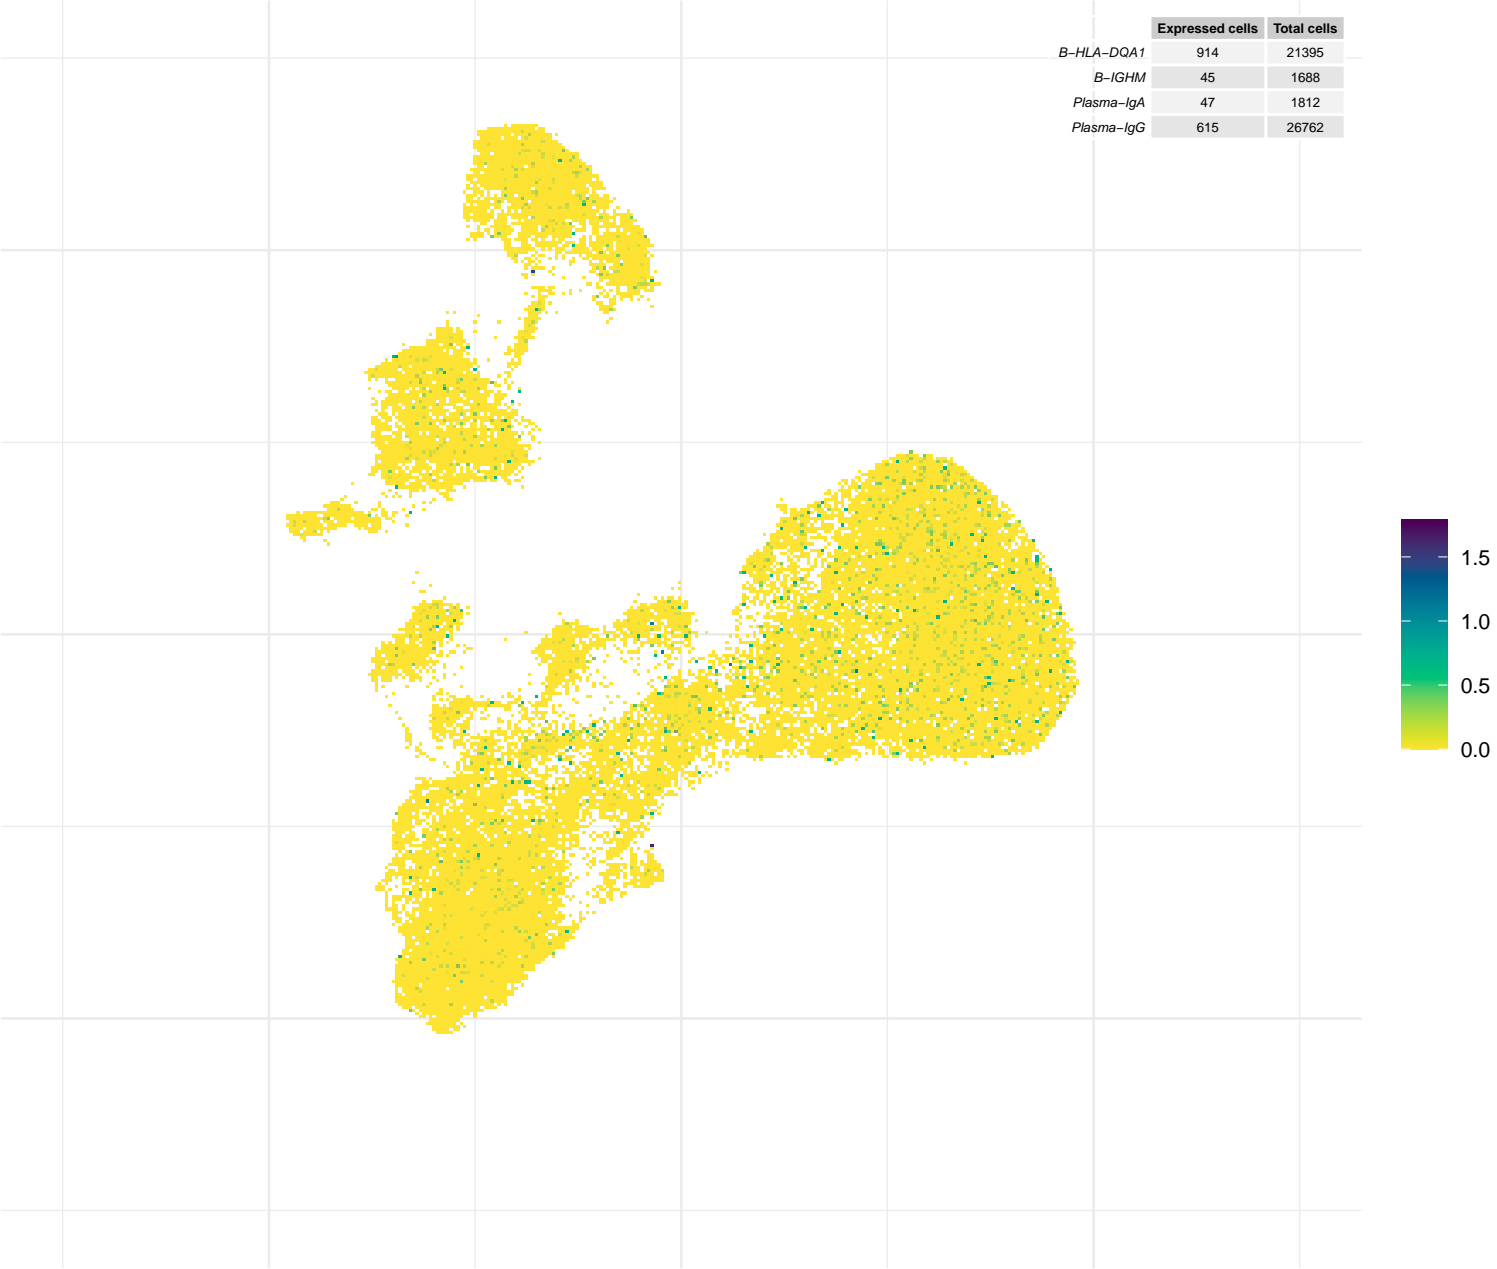 Expressed cells Total cells
B−HLA−DQA1 914 21395
B−IGHM 45 1688
Plasma−IgA 47 1812
Plasma−IgG 615 26762
1.5
1.0
0.5
0.0